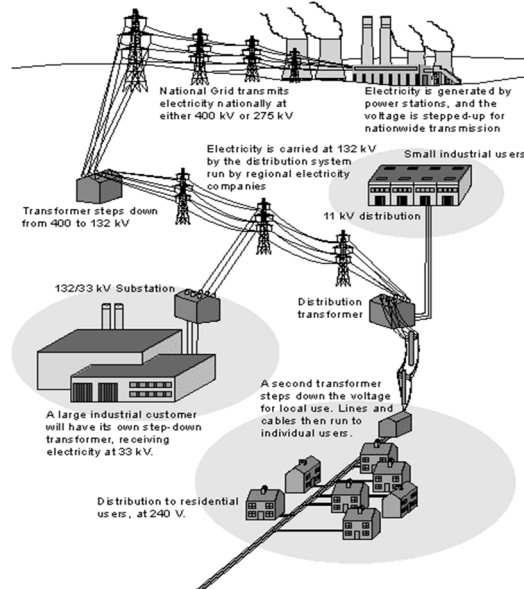 National Grid transmits
electricity nationally at
either 400 kV or 275 kV
Electricity is generated by
power stations, and the
voltage is stepped-up for
nationwide transmission
Electricity is carried at 132 kV
by the distribution system
run by regional electricity
companies
Small industrial users
Transformer steps down
from 400 to 132 kV
11 kV distribution
132/33 kV Substation
Distribution
transformer
A large industrial customer
will have its own step-down
transformer, receiving
electricity at 33 kV.
A second transformer
steps down the voltage
for local use. Lines and
cables then run to
individual users.
Distribution to residential
users, at 240 V.